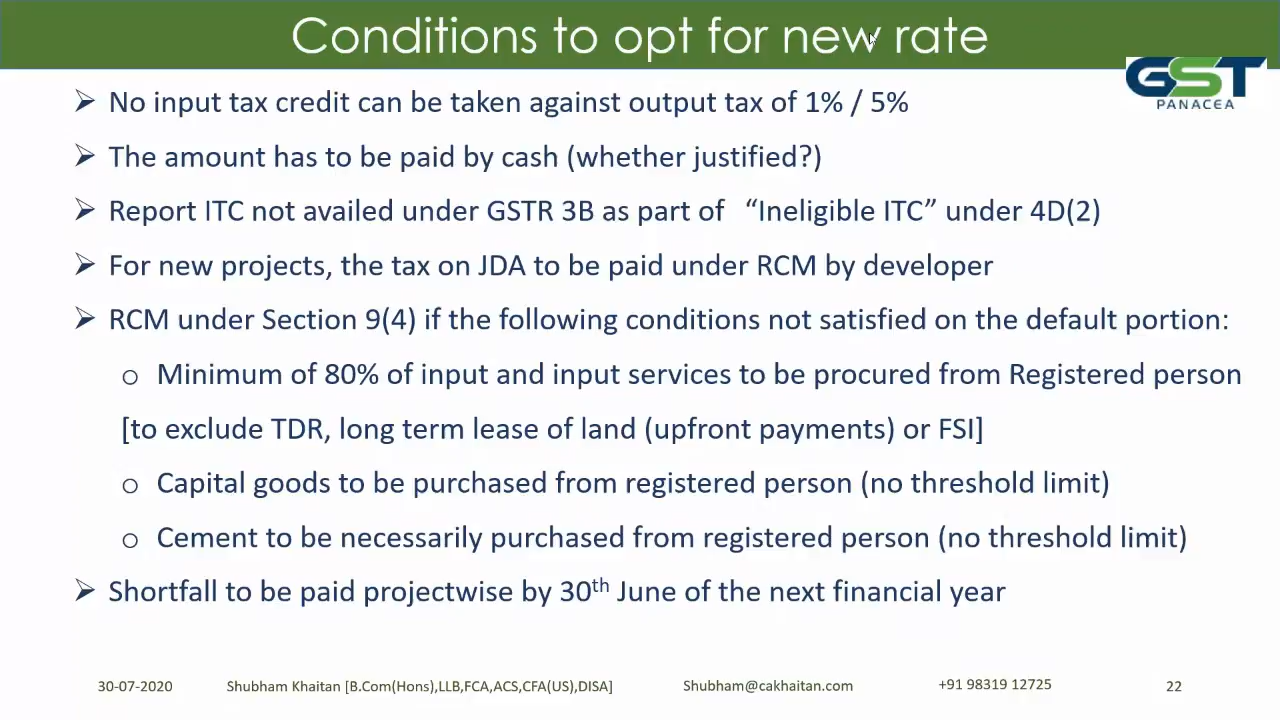 Conditions to opt for new rate
GST
PANACEA
➢ No input tax credit can be taken against output tax of 1% / 5%
➢ The amount has to be paid by cash (whether justified?)
➢ Report ITC not availed under GSTR 3B as part of “Ineligible ITC” under 4D(2)
➢ For new projects, the tax on JDA to be paid under RCM by developer
➢ RCM under Section 9(4) if the following conditions not satisfied on the default portion:
o Minimum of 80% of input and input services to be procured from Registered person
[to exclude TDR, long term lease of land (upfront payments) or FSI]
o Capital goods to be purchased from registered person (no threshold limit)
o Cement to be necessarily purchased from registered person (no threshold limit)
➢ Shortfall to be paid projectwise by 30th June of the next financial year
30-07-2020 Shubham Khaitan [B.Com(Hons),LLB,FCA,ACS,CFA(US),DISA] Shubham@cakhaitan.com +91 98319 12725 22